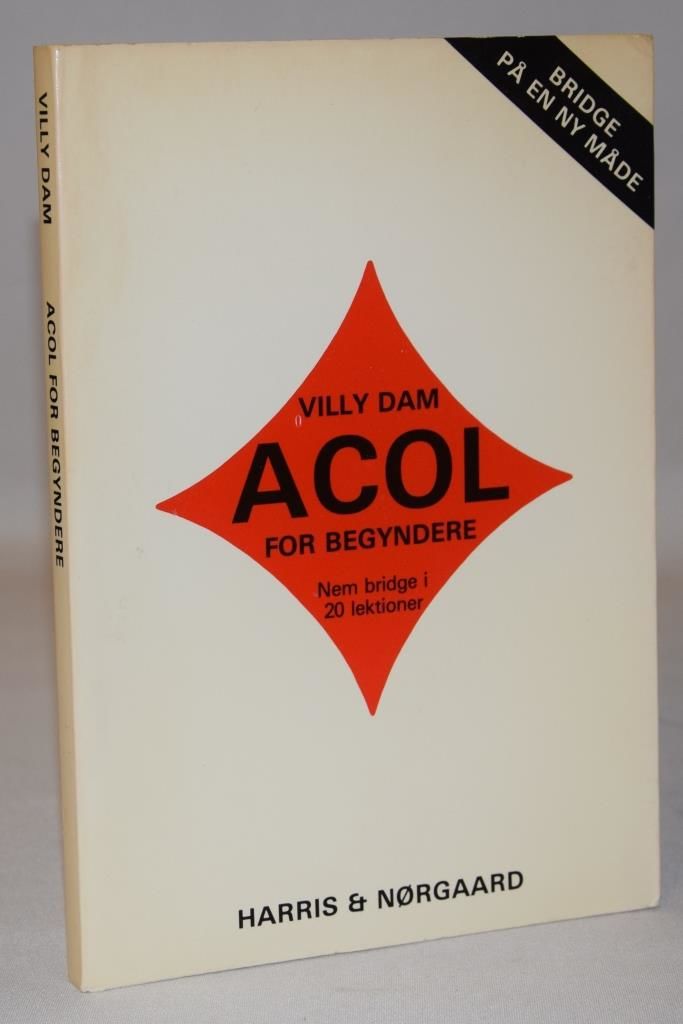 VILLY DAM ACOL FOR BEGYNDERE
BRIDGE
PÅ EN NY MÅDE
VILLY DAM
ACOL
FOR BEGYNDERE
Nem bridge i
20 lektioner
HARRIS & NØRGAARD